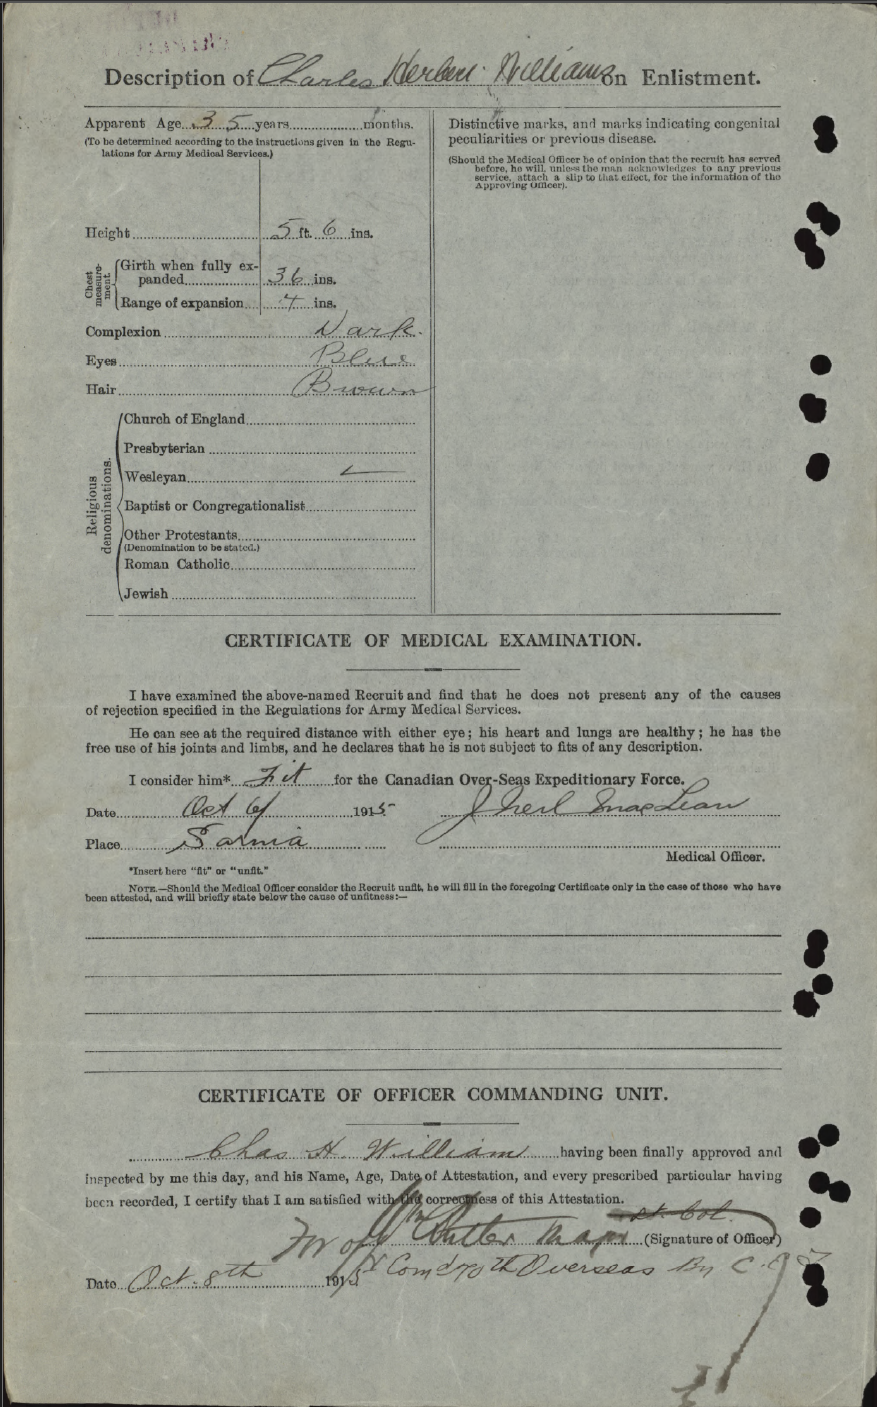 Description of Charles Herbert Williams on Enlistment.
Apparent Age 35 years months.
(To be determined according to the instructions given in the Regu-
lations for Army Medical Services.)
Height 5 ft. 6 ins.
Chest measure-ment.
Girth when fully ex-
panded 36 ins.
Range of expansion 4 ins.
Complexion Dark.
Eyes Blue
Hair Brown
Religious denominations.
Church of England
Presbyterian
Wesleyan ✓
Baptist or Congregationalist
Other Protestants
(Denomination to be stated.)
Roman Catholic
Jewish
Distinctive marks, and marks indicating congenital
peculiarities or previous disease.
(Should the Medical Officer be of opinion that the recruit has served
before, he will, unless the man acknowledges to any previous
service, attach a slip to that effect, for the information of the
Approving Officer).
CERTIFICATE OF MEDICAL EXAMINATION.
I have examined the above-named Recruit and find that he does not present any of the causes
of rejection specified in the Regulations for Army Medical Services.
He can see at the required distance with either eye; his heart and lungs are healthy; he has the
free use of his joints and limbs, and he declares that he is not subject to fits of any description.
I consider him* Fit for the Canadian Over-Seas Expeditionary Force.
Date Oct 6/ 1915 J Neil MacLean
Place Sarnia
Medical Officer.
*Insert here "fit" or "unfit."
NOTE.—Should the Medical Officer consider the Recruit unfit, he will fill in the foregoing Certificate only in the case of those who have
been attested, and will briefly state below the cause of unfitness:—
CERTIFICATE OF OFFICER COMMANDING UNIT.
Chas H. William having been finally approved and
inspected by me this day, and his Name, Age, Date of Attestation, and every prescribed particular having
been recorded, I certify that I am satisfied with the correctness of this Attestation.
Lt. Col.
For Major (Signature of Officer)
Date Oct. 8th 1915 Comd 70th Overseas Bn C.